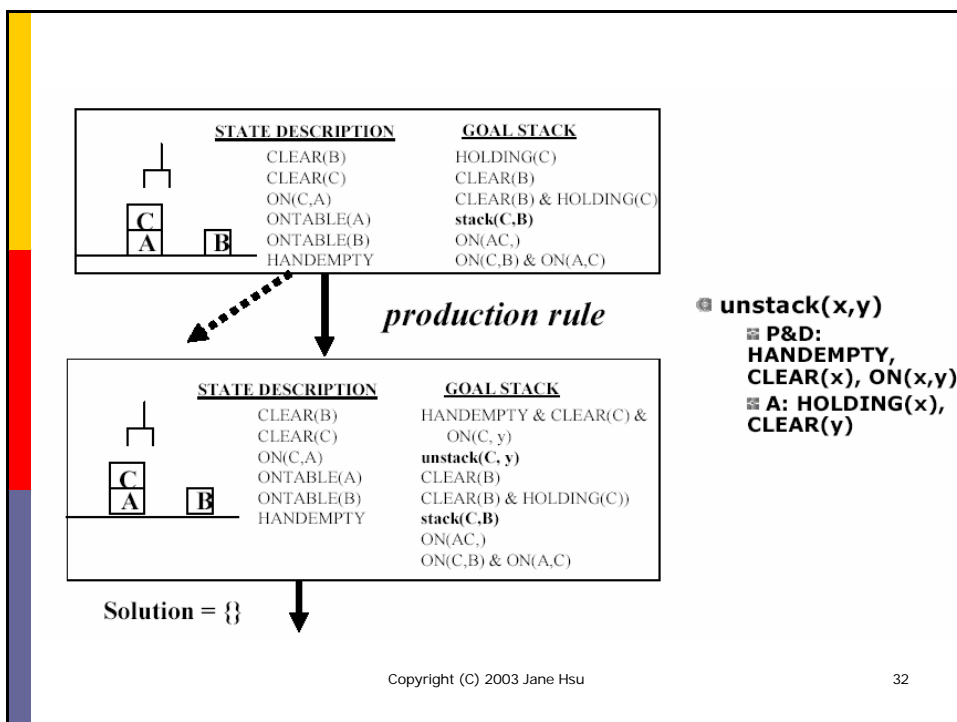 STATE DESCRIPTION
CLEAR(B)
CLEAR(C)
ON(C,A)
ONTABLE(A)
ONTABLE(B)
HANDEMPTY
GOAL STACK
HOLDING(C)
CLEAR(B)
CLEAR(B) & HOLDING(C)
stack(C,B)
ON(AC,)
ON(C,B) & ON(A,C)
C
A
B
production rule
STATE DESCRIPTION
CLEAR(B)
CLEAR(C)
ON(C,A)
ONTABLE(A)
ONTABLE(B)
HANDEMPTY
GOAL STACK
HANDEMPTY & CLEAR(C) &
ON(C, y)
unstack(C, y)
CLEAR(B)
CLEAR(B) & HOLDING(C))
stack(C,B)
ON(AC,)
ON(C,B) & ON(A,C)
C
A
B
Solution = {}
unstack(x,y)
P&D:
HANDEMPTY,
CLEAR(x), ON(x,y)
A: HOLDING(x),
CLEAR(y)
Copyright (C) 2003 Jane Hsu
32